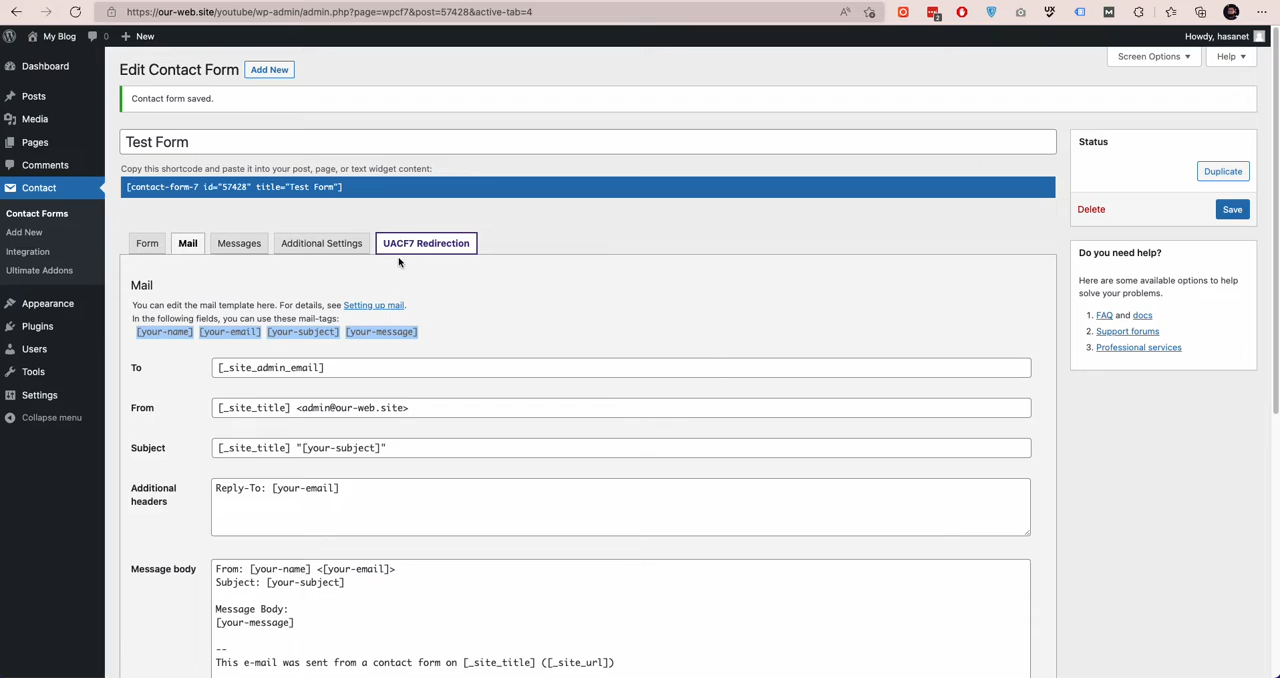 https://our-web.site/youtube/wp-admin/admin.php?page=wpcf7&post=57428&active-tab=4
My Blog 0 New
Howdy, hasanet
Dashboard
Posts
Media
Pages
Comments
Contact
Contact Forms
Add New
Integration
Ultimate Addons
Appearance
Plugins
Users
Tools
Settings
Collapse menu
Screen Options
Help
Edit Contact Form
Add New
Contact form saved.
Test Form
Copy this shortcode and paste it into your post, page, or text widget content:
[contact-form-7 id="57428" title="Test Form"]
Form
Mail
Messages
Additional Settings
UACF7 Redirection
Mail
You can edit the mail template here. For details, see Setting up mail.
In the following fields, you can use these mail-tags:
[your-name] [your-email] [your-subject] [your-message]
To
[_site_admin_email]
From
[_site_title] <admin@our-web.site>
Subject
[_site_title] "[your-subject]"
Additional
headers
Reply-To: [your-email]
Message body
From: [your-name] <[your-email]>
Subject: [your-subject]
Message Body:
[your-message]
--
This e-mail was sent from a contact form on [_site_title] ([_site_url])
Status
Duplicate
Delete
Save
Do you need help?
Here are some available options to help
solve your problems.
1. FAQ and docs
2. Support forums
3. Professional services